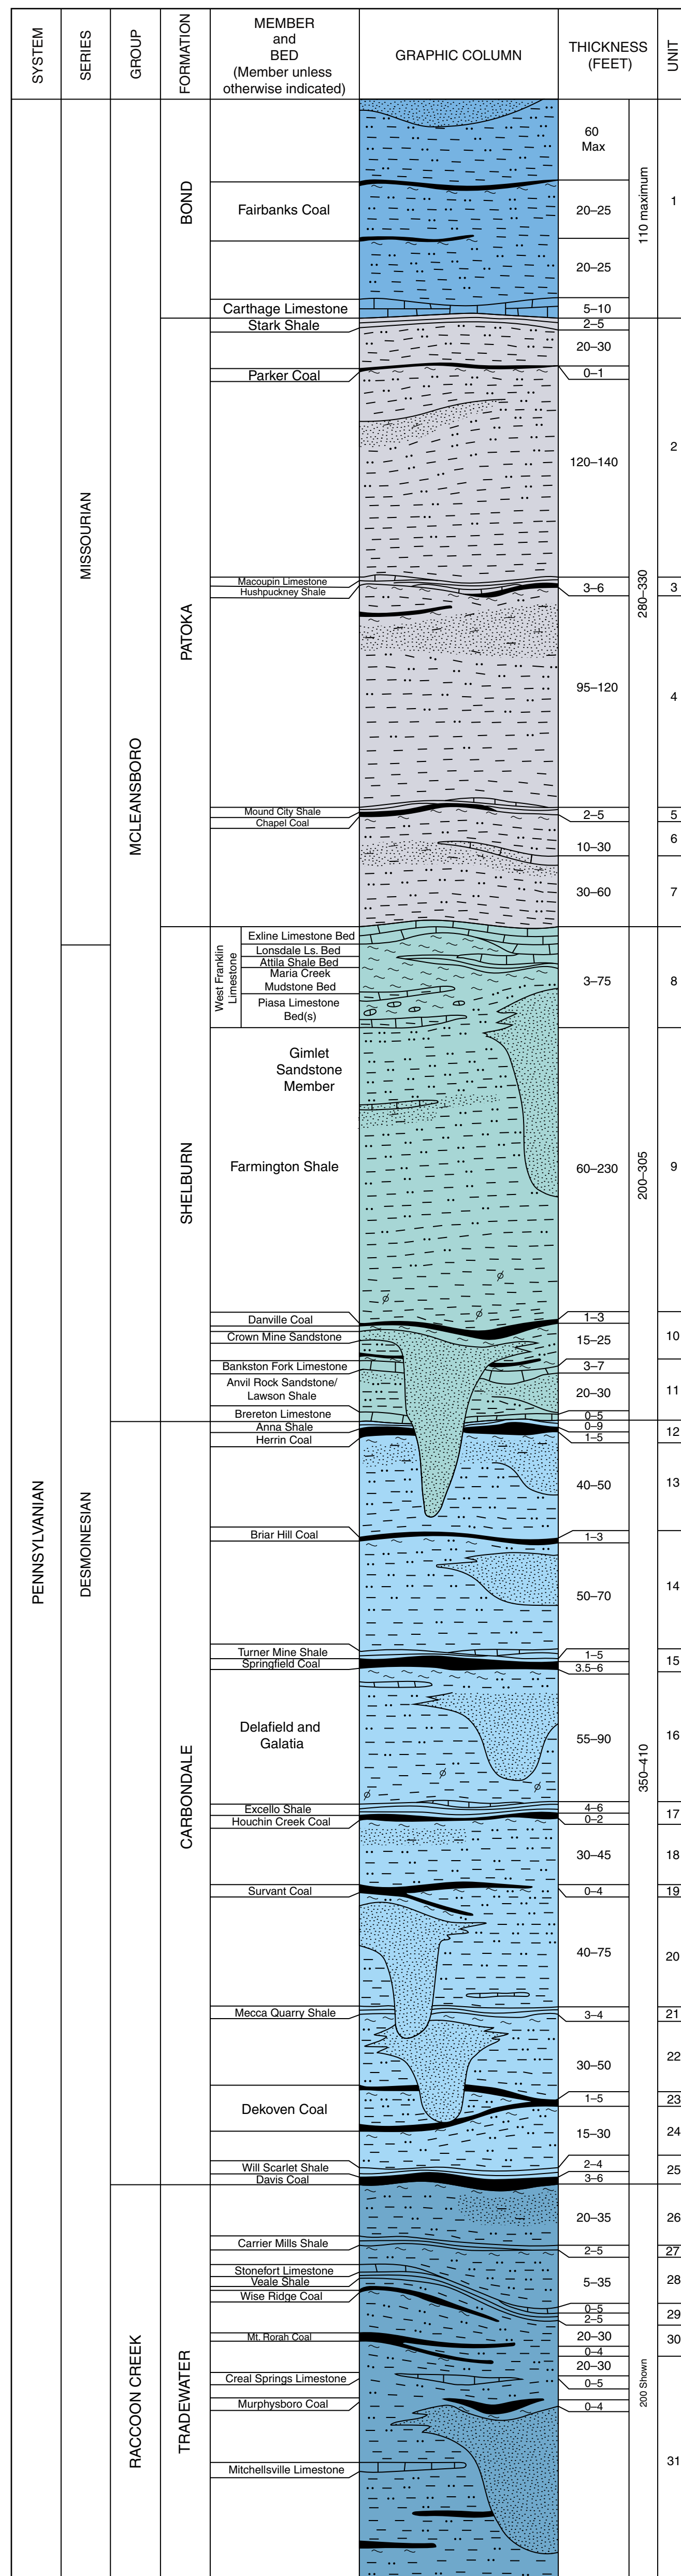 SYSTEM
SERIES
GROUP
FORMATION
MEMBER
and
BED
(Member unless
otherwise indicated)
GRAPHIC COLUMN
THICKNESS
(FEET)
UNIT
PENNSYLVANIAN
MISSOURIAN
DESMOINESIAN
MCLEANSBORO
RACCOON CREEK
BOND
PATOKA
SHELBURN
CARBONDALE
TRADEWATER
Fairbanks Coal
Carthage Limestone
Stark Shale
Parker Coal
Macoupin Limestone
Hushpuckney Shale
Mound City Shale
Chapel Coal
West Franklin
Limestone
Exline Limestone Bed
Lonsdale Ls. Bed
Attila Shale Bed
Maria Creek
Mudstone Bed
Piasa Limestone
Bed(s)
Gimlet
Sandstone
Member
Farmington Shale
Danville Coal
Crown Mine Sandstone
Bankston Fork Limestone
Anvil Rock Sandstone/
Lawson Shale
Brereton Limestone
Anna Shale
Herrin Coal
Briar Hill Coal
Turner Mine Shale
Springfield Coal
Delafield and
Galatia
Excello Shale
Houchin Creek Coal
Survant Coal
Mecca Quarry Shale
Dekoven Coal
Will Scarlet Shale
Davis Coal
Carrier Mills Shale
Stonefort Limestone
Veale Shale
Wise Ridge Coal
Mt. Rorah Coal
Creal Springs Limestone
Murphysboro Coal
Mitchellsville Limestone
60
Max
20–25
20–25
5–10
2–5
20–30
0–1
120–140
3–6
95–120
2–5
10–30
30–60
3–75
60–230
1–3
15–25
3–7
20–30
0–5
0–9
1–5
40–50
1–3
50–70
1–5
3.5–6
55–90
4–6
0–2
30–45
0–4
40–75
3–4
30–50
1–5
15–30
2–4
3–6
20–35
2–5
5–35
0–5
2–5
20–30
0–4
20–30
0–5
0–4
110 maximum
280–330
200–305
350–410
200 Shown
1
2
3
4
5
6
7
8
9
10
11
12
13
14
15
16
17
18
19
20
21
22
23
24
25
26
27
28
29
30
31